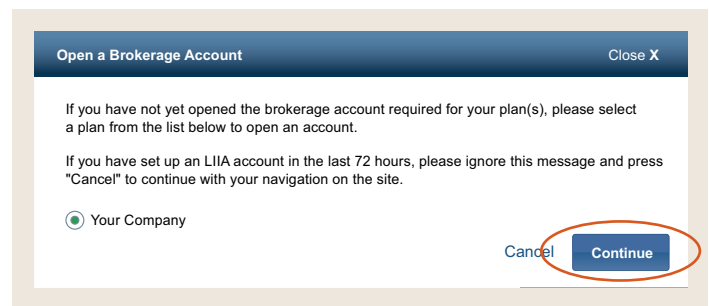 Open a Brokerage Account Close X
If you have not yet opened the brokerage account required for your plan(s), please select
a plan from the list below to open an account.
If you have set up an LIIA account in the last 72 hours, please ignore this message and press
"Cancel" to continue with your navigation on the site.
Your Company
Cancel Continue